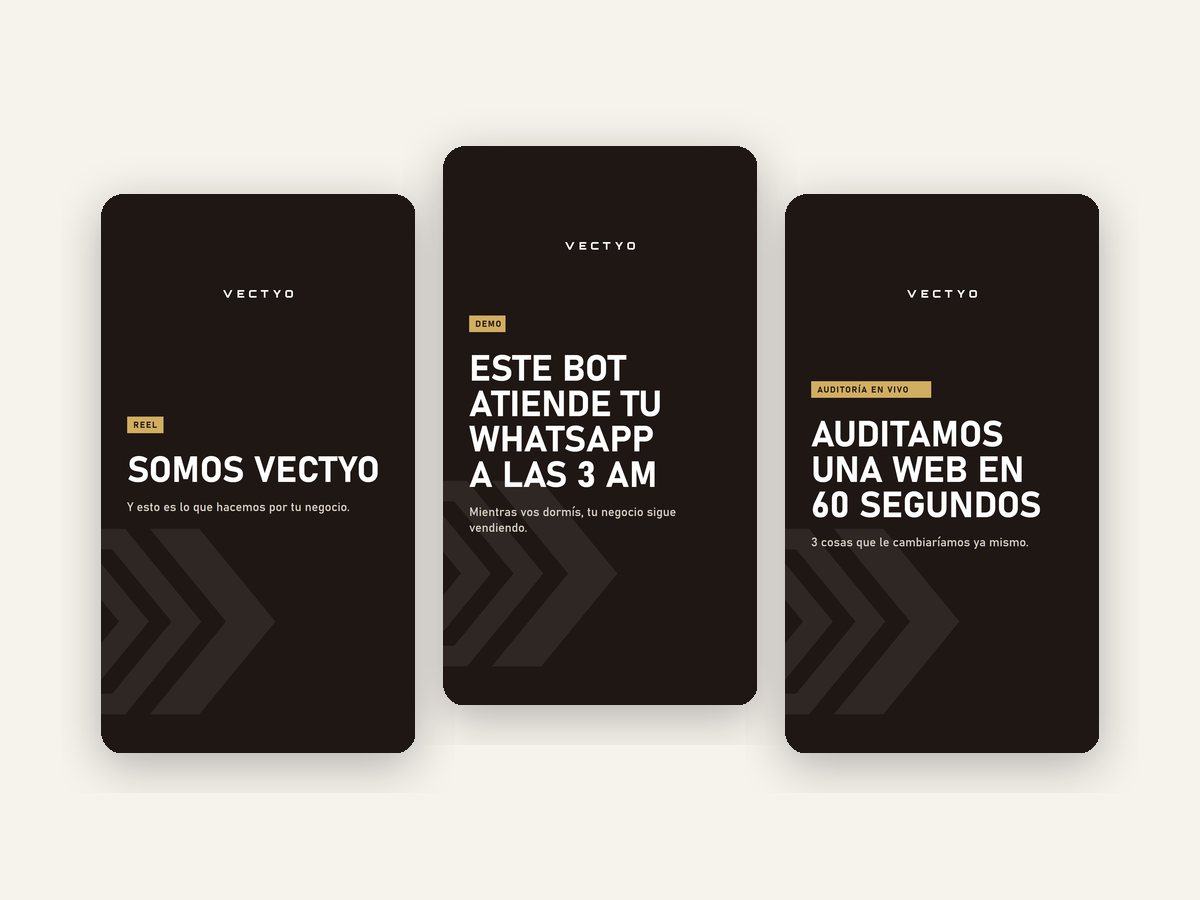 VECTYO
REEL
SOMOS VECTYO
Y esto es lo que hacemos por tu negocio.
VECTYO
DEMO
ESTE BOT
ATIENDE TU
WHATSAPP
A LAS 3 AM
Mientras vos dormís, tu negocio sigue
vendiendo.
VECTYO
AUDITORÍA EN VIVO
AUDITAMOS
UNA WEB EN
60 SEGUNDOS
3 cosas que le cambiaríamos ya mismo.